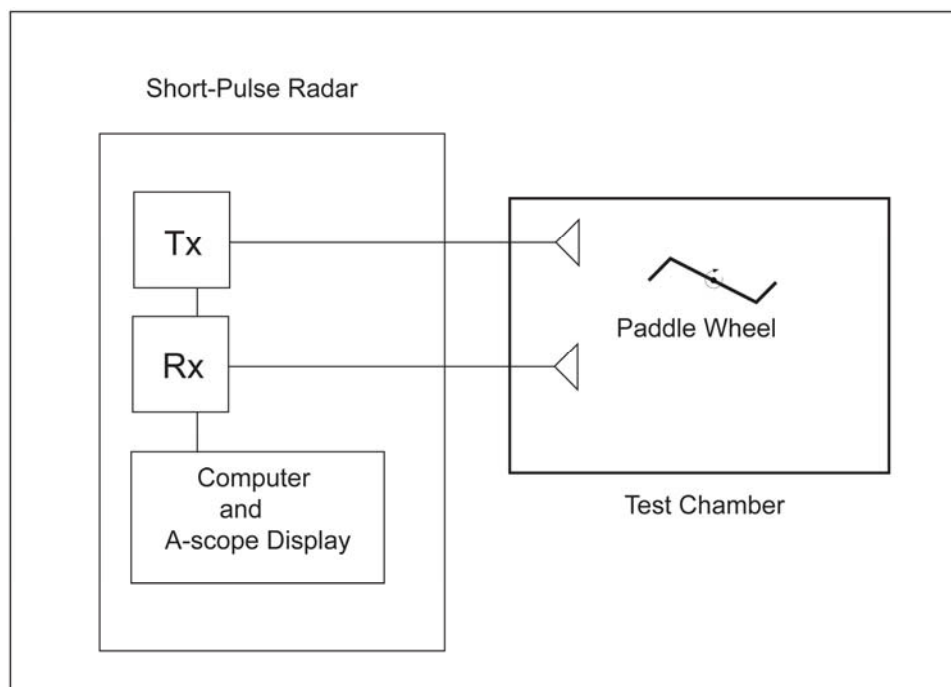 Short-Pulse Radar
Tx
Rx
Computer
and
A-scope Display
Paddle Wheel
Test Chamber